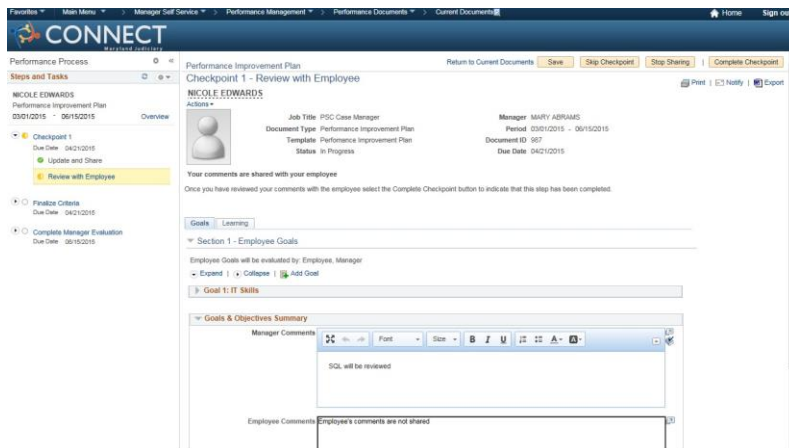 Favorites Main Menu > Manager Self Service > Performance Management > Performance Documents > Current Documents Home Sign ou
CONNECT
Maryland Judiciary
Performance Process
Steps and Tasks
NICOLE EDWARDS
Performance Improvement Plan
03/01/2015 - 06/15/2015 Overview
Checkpoint 1
Due Date 04/21/2015
Update and Share
Review with Employee
Finalize Criteria
Due Date 04/21/2015
Complete Manager Evaluation
Due Date 06/15/2015
Performance Improvement Plan
Return to Current Documents Save Skip Checkpoint Stop Sharing | Complete Checkpoint
Checkpoint 1 - Review with Employee
Print | Notify | Export
NICOLE EDWARDS
Actions
Job Title PSC Case Manager Manager MARY ABRAMS
Document Type Performance Improvement Plan Period 03/01/2015 - 06/15/2015
Template Performance Improvement Plan Document ID 987
Status In Progress Due Date 04/21/2015
Your comments are shared with your employee
Once you have reviewed your comments with the employee select the Complete Checkpoint button to indicate that this step has been completed.
Goals Learning
Section 1 - Employee Goals
Employee Goals will be evaluated by: Employee, Manager
Expand | Collapse | Add Goal
Goal 1: IT Skills
Goals & Objectives Summary
Manager Comments
Font Size B I U A A
SQL will be reviewed
Employee Comments Employee's comments are not shared